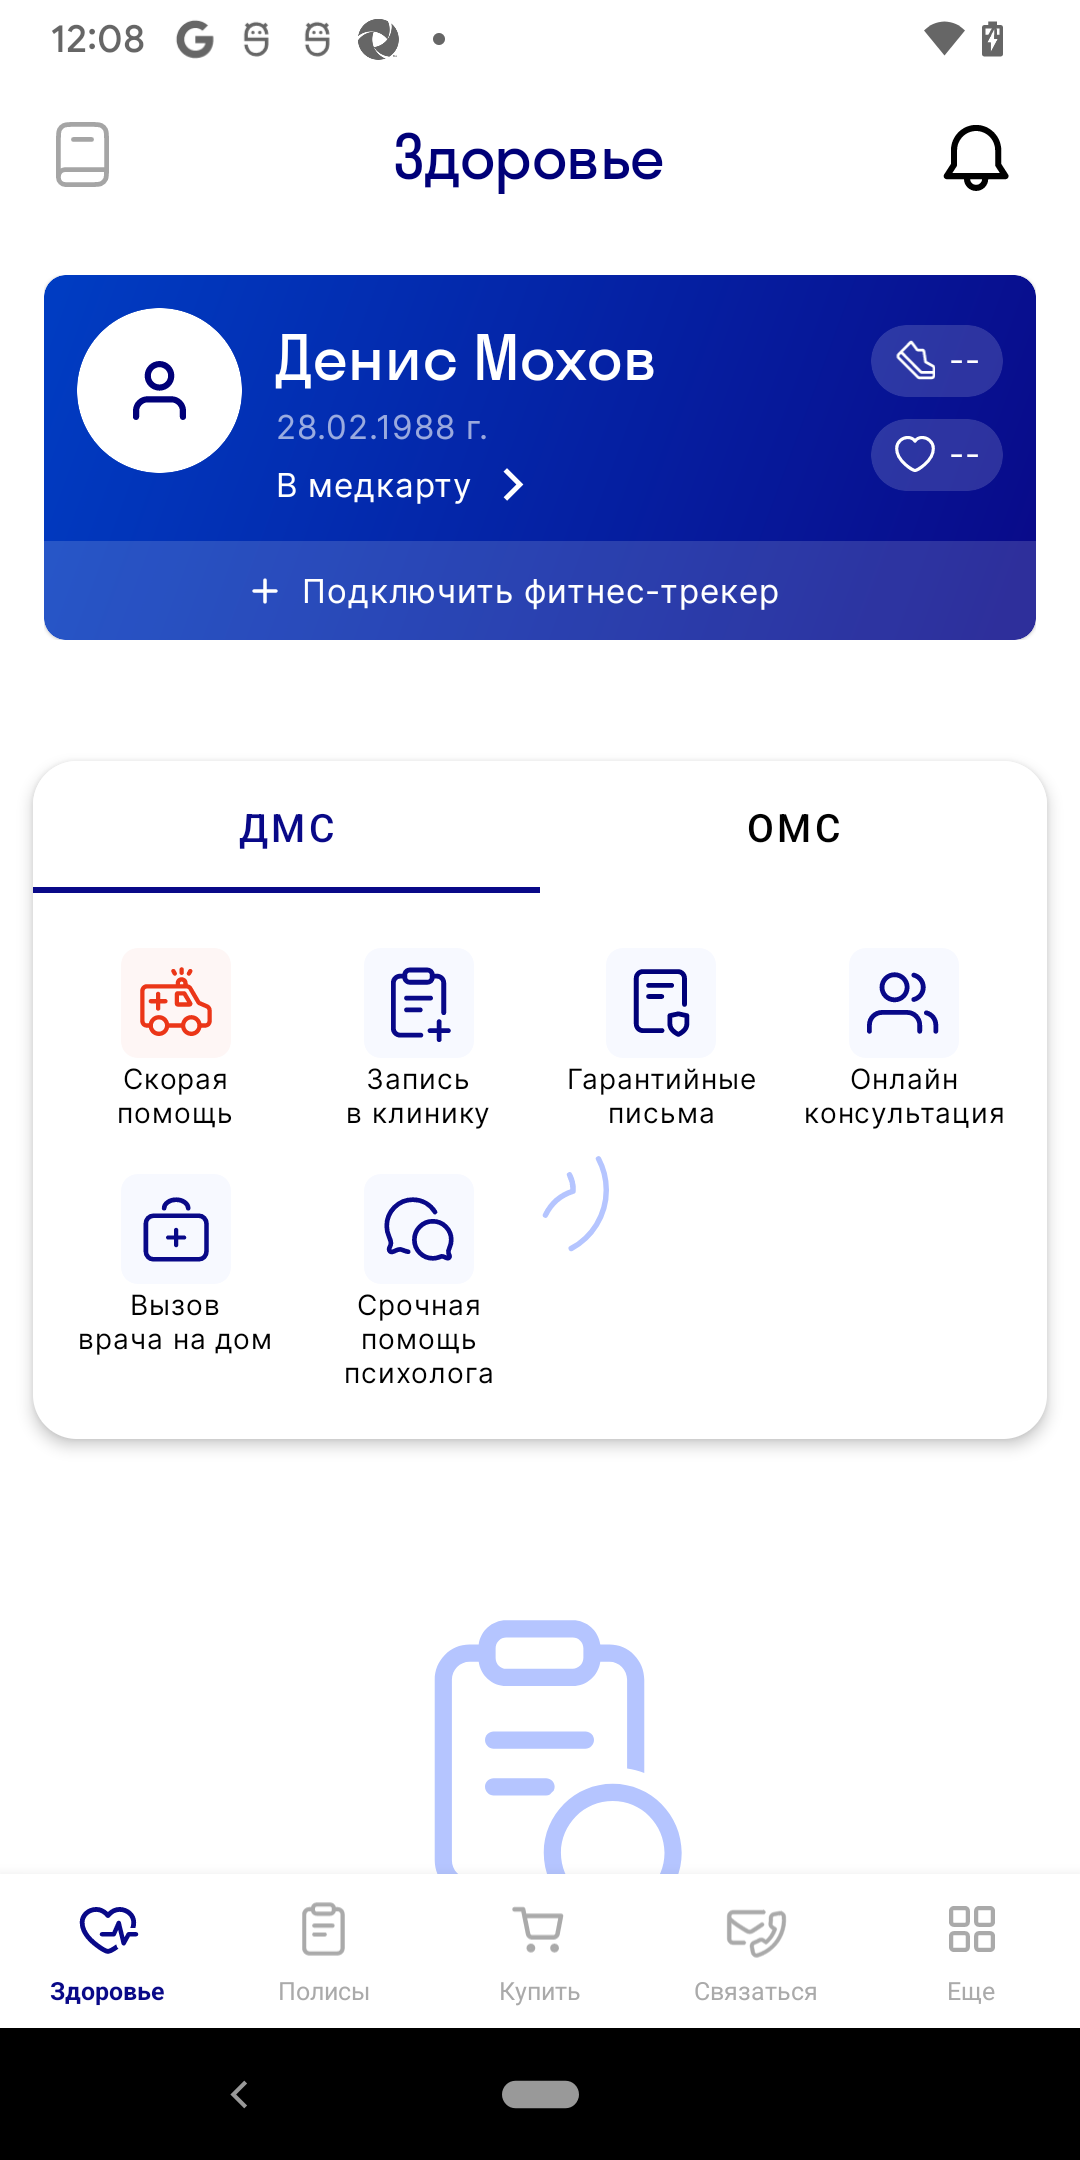 12:08
Здоровье
Денис Мохов
28.02.1988 г.
В медкарту
--
--
+ Подключить фитнес-трекер
ДМС
ОМС
Скорая
помощь
Запись
в клинику
Гарантийные
письма
Онлайн
консультация
Вызов
врача на дом
Срочная
помощь
психолога
Здоровье
Полисы
Купить
Связаться
Еще